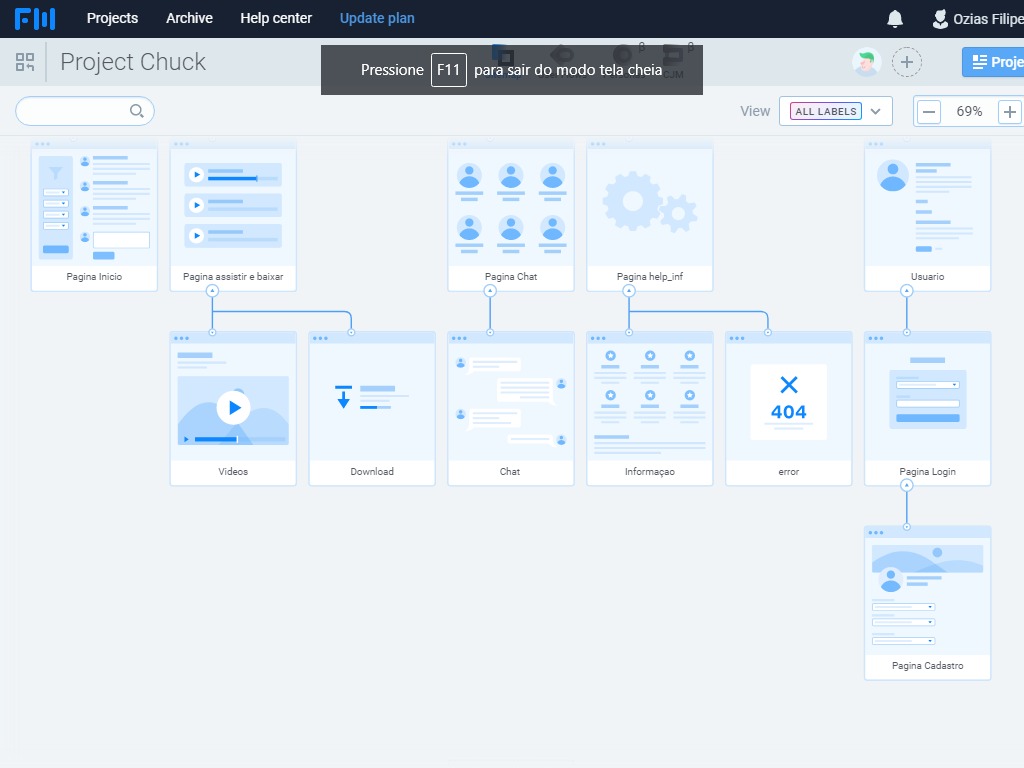 FW
Projects
Archive
Help center
Update plan
Ozias Filipe
Project Chuck
Pressione F11 para sair do modo tela cheia
β
β
CJM
Proje
View
ALL LABELS
69%
Pagina Inicio
Pagina assistir e baixar
Pagina Chat
Pagina help_inf
Usuario
Videos
Download
Chat
Informaçao
404
error
Pagina Login
Pagina Cadastro